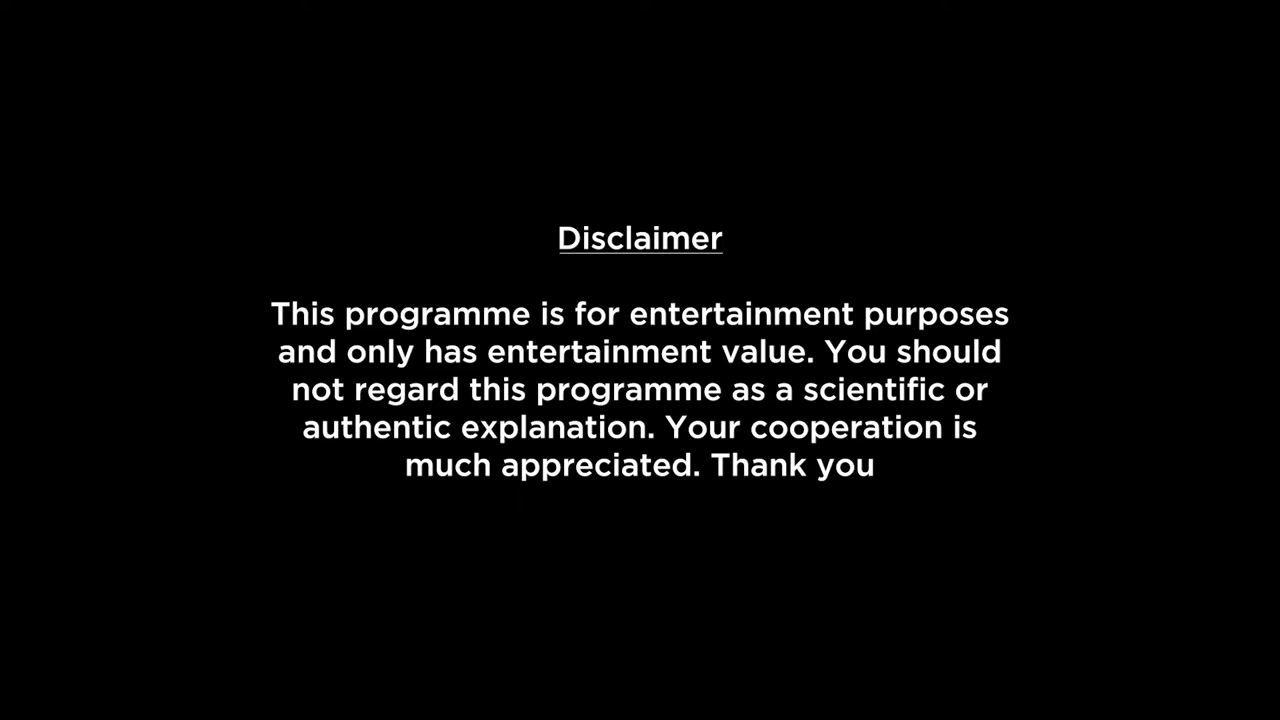 Disclaimer
This programme is for entertainment purposes
and only has entertainment value. You should
not regard this programme as a scientific or
authentic explanation. Your cooperation is
much appreciated. Thank you